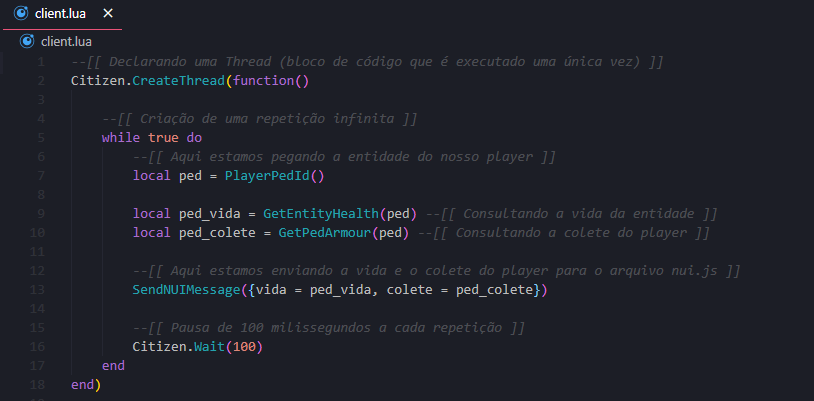 client.lua ×
client.lua
1 --[[ Declarando uma Thread (bloco de código que é executado uma única vez) ]]
2 Citizen.CreateThread(function()
3
4 --[[ Criação de uma repetição infinita ]]
5 while true do
6 --[[ Aqui estamos pegando a entidade do nosso player ]]
7 local ped = PlayerPedId()
8
9 local ped_vida = GetEntityHealth(ped) --[[ Consultando a vida da entidade ]]
10 local ped_colete = GetPedArmour(ped) --[[ Consultando a colete do player ]]
11
12 --[[ Aqui estamos enviando a vida e o colete do player para o arquivo nui.js ]]
13 SendNUIMessage({vida = ped_vida, colete = ped_colete})
14
15 --[[ Pausa de 100 milissegundos a cada repetição ]]
16 Citizen.Wait(100)
17 end
18 end)